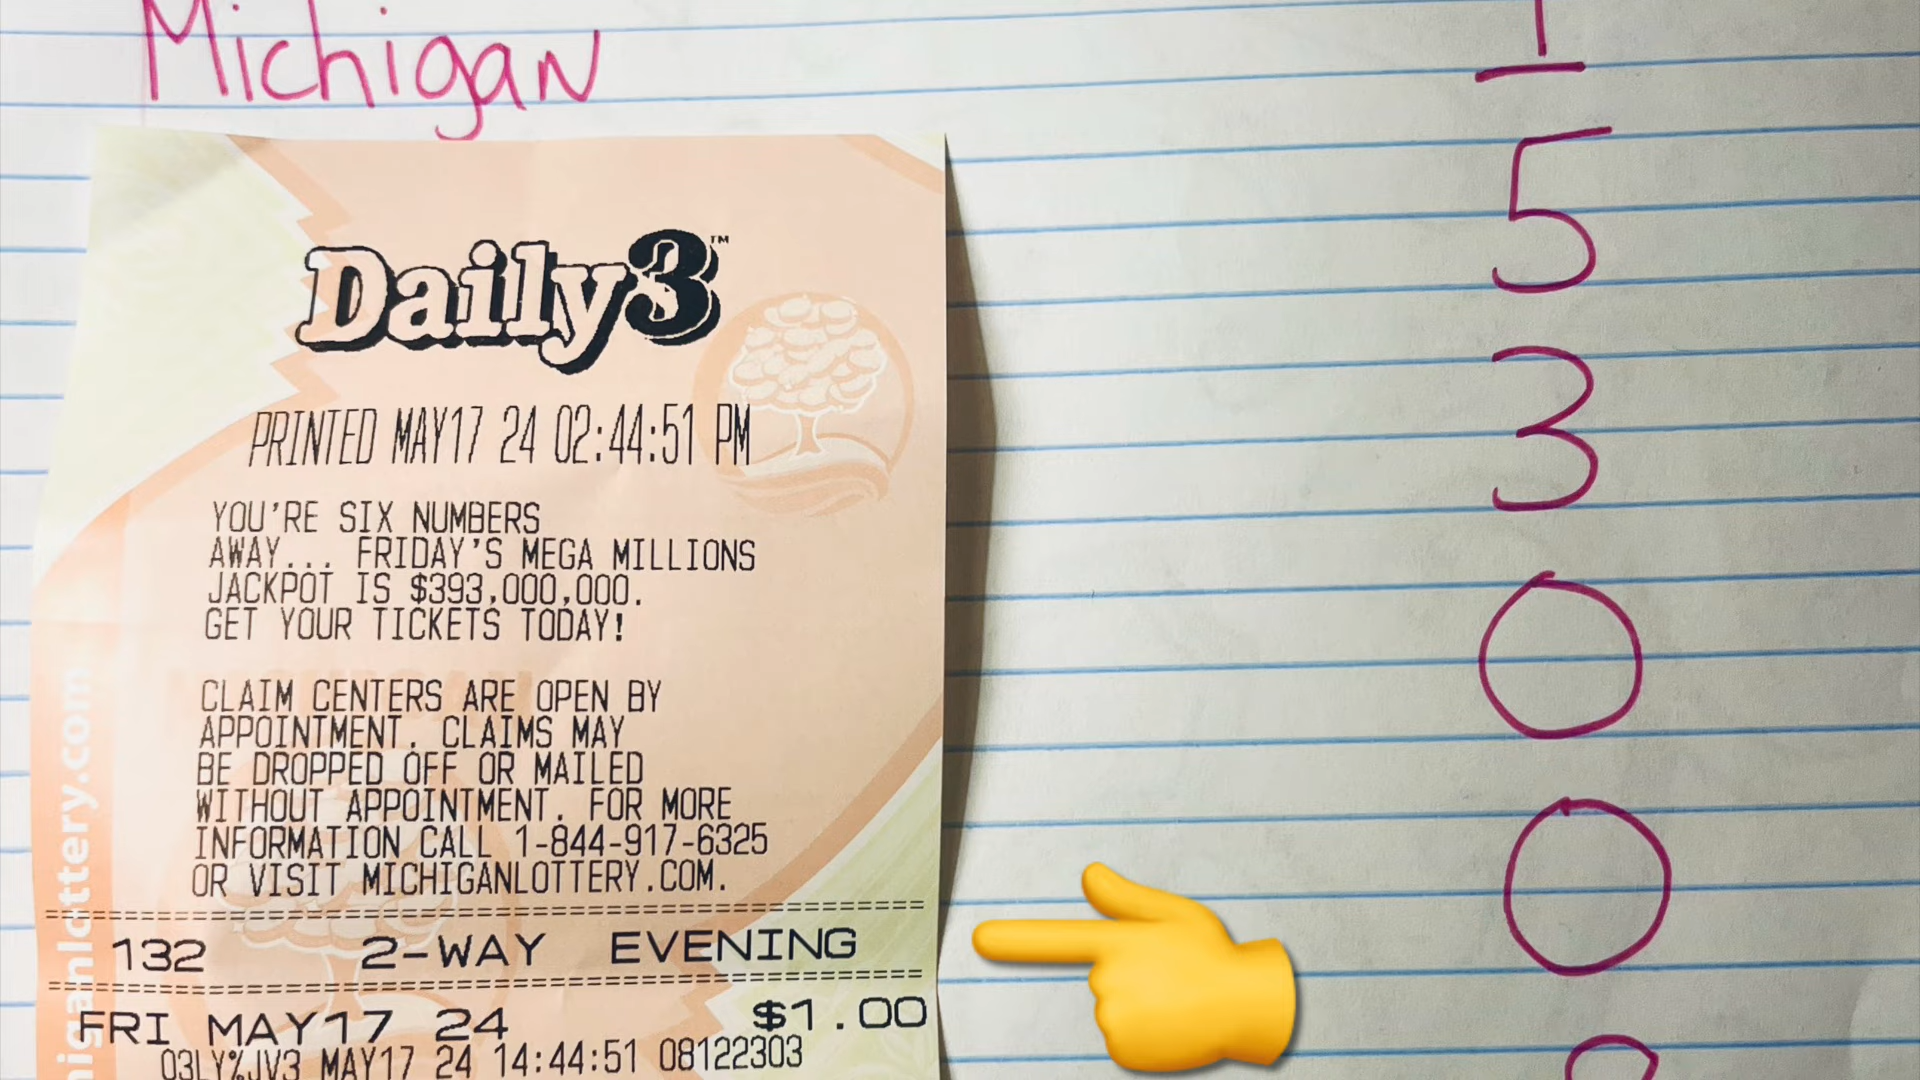 Michigan
Daily3™
PRINTED MAY17 24 02:44:51 PM
YOU'RE SIX NUMBERS
AWAY... FRIDAY'S MEGA MILLIONS
JACKPOT IS $393,000,000.
GET YOUR TICKETS TODAY!
CLAIM CENTERS ARE OPEN BY
APPOINTMENT. CLAIMS MAY
BE DROPPED OFF OR MAILED
WITHOUT APPOINTMENT. FOR MORE
INFORMATION CALL 1-844-917-6325
OR VISIT MICHIGANLOTTERY.COM.
132 2-WAY EVENING
FRI MAY17 24 $1.00
03LY%JV3 MAY17 24 14:44:51 08122303
higanlottery.com
1
5
3
0
0